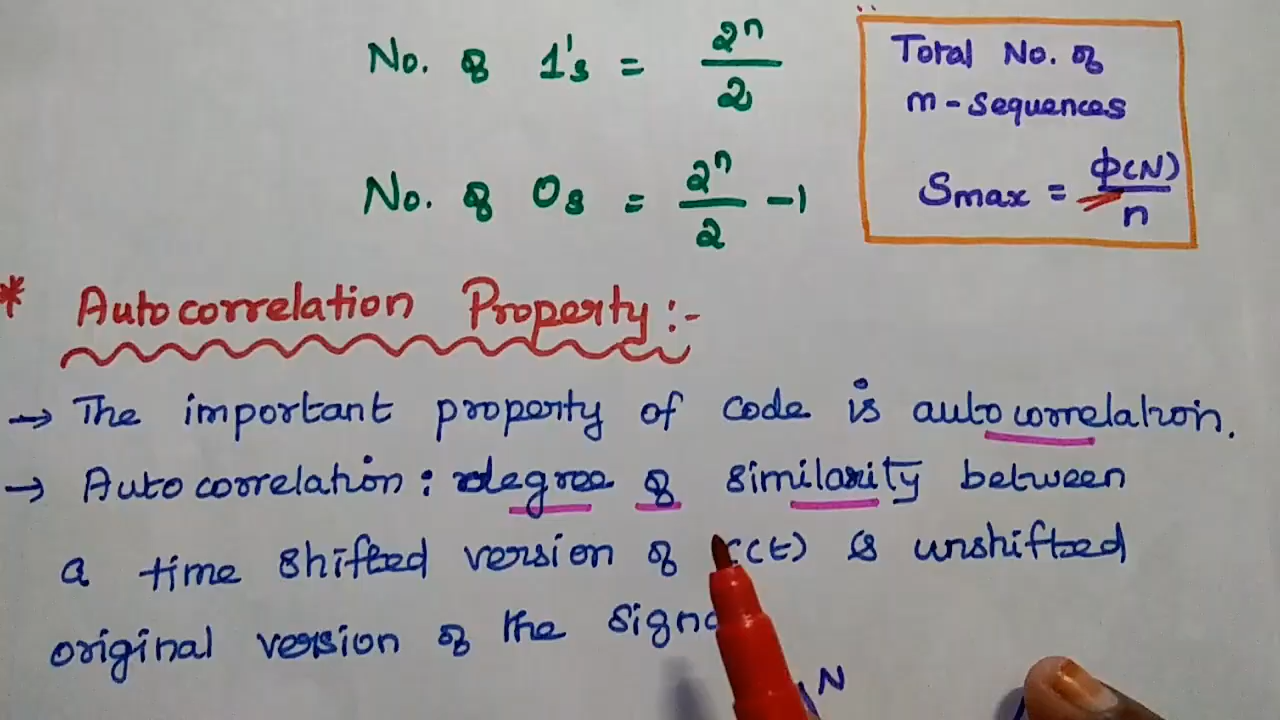 No. of 1's = 2ⁿ/2
No. of 0s = 2ⁿ/2 -1
Total No. of
m-sequences
Smax = Φ(N)/n
* Autocorrelation Property:-
→ The important property of code is autocorrelation.
→ Autocorrelation: degree of similarity between
a time shifted version of c(t) & unshifted
original version of the
N